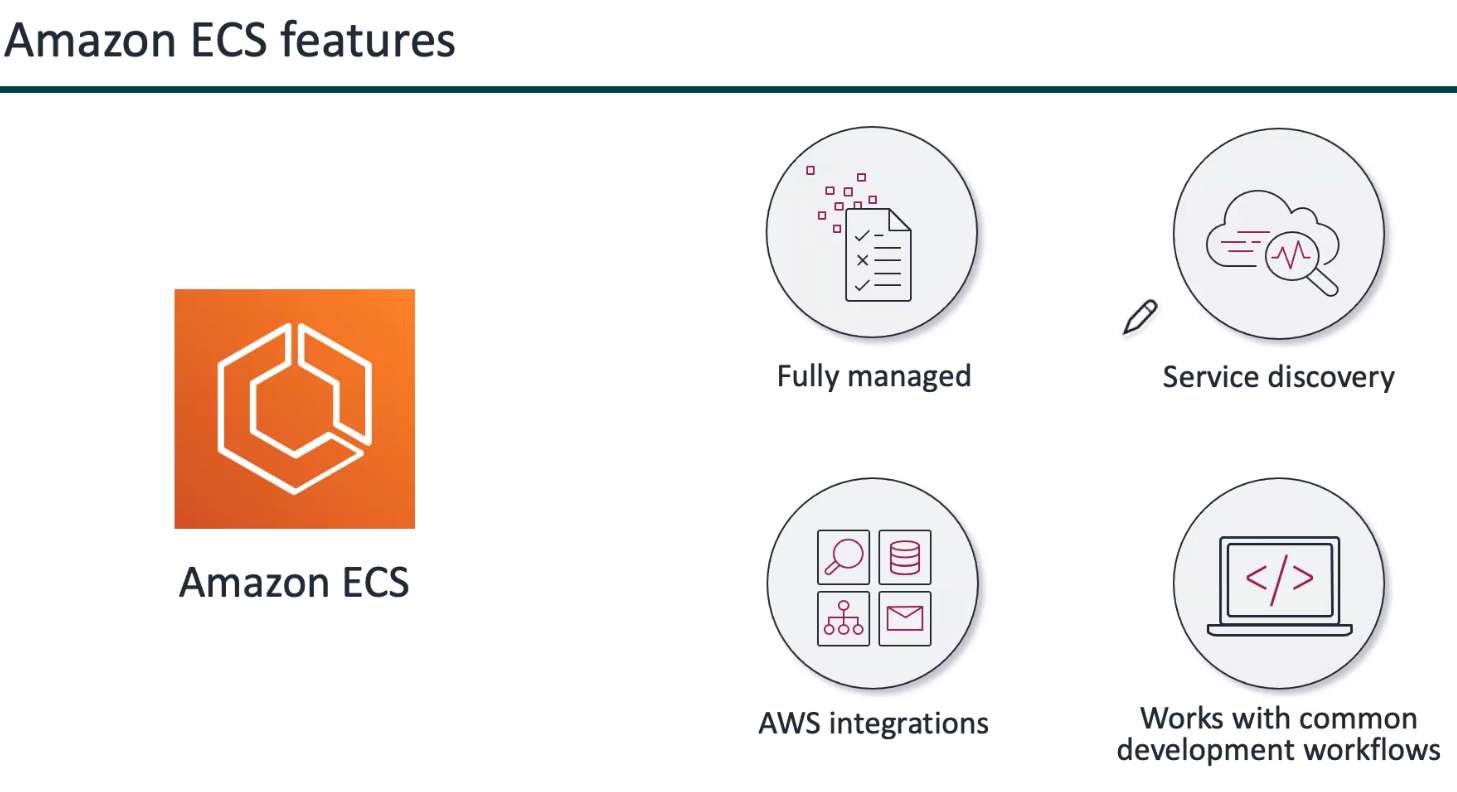 Amazon ECS features
Fully managed
Service discovery
Amazon ECS
AWS integrations
Works with common
development workflows